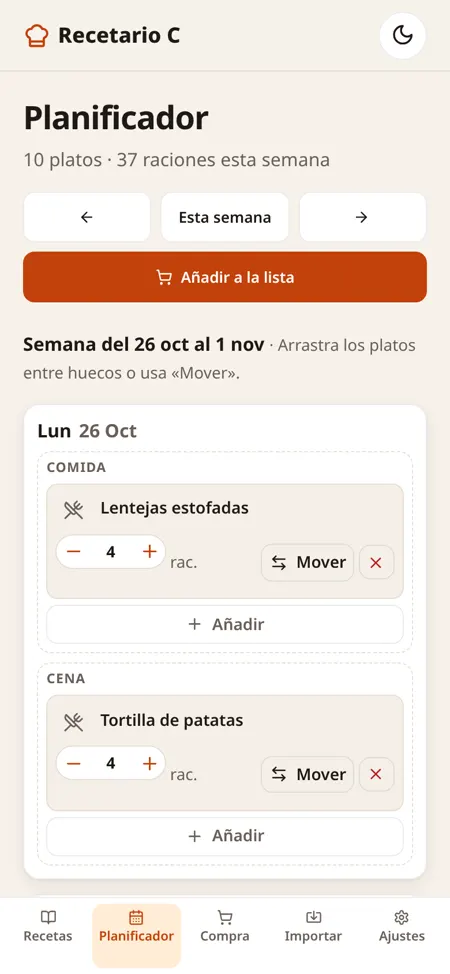 Recetario C
Planificador
10 platos · 37 raciones esta semana
Esta semana
Añadir a la lista
Semana del 26 oct al 1 nov · Arrastra los platos
entre huecos o usa «Mover».
Lun 26 Oct
COMIDA
Lentejas estofadas
4 rac. Mover
Añadir
CENA
Tortilla de patatas
4 rac. Mover
Añadir
Recetas Planificador Compra Importar Ajustes